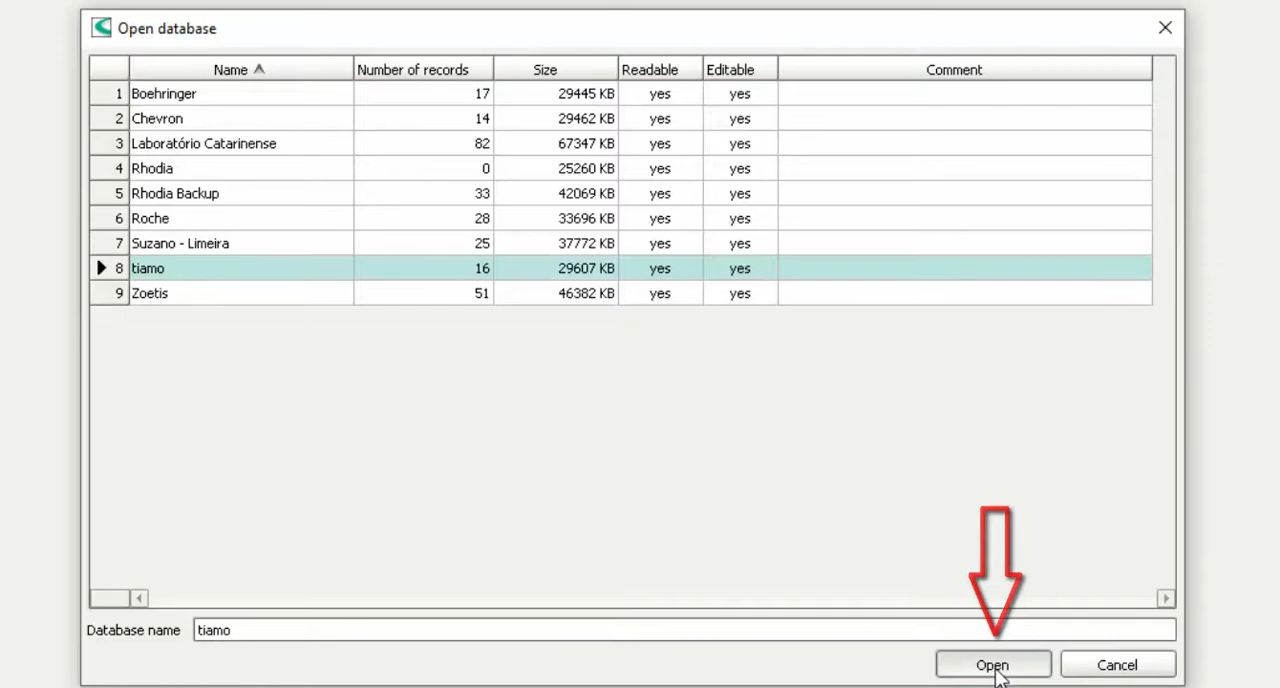 Open database
Name Number of records Size Readable Editable Comment
1 Boehringer 17 29445 KB yes yes
2 Chevron 14 29462 KB yes yes
3 Laboratório Catarinense 82 67347 KB yes yes
4 Rhodia 0 25260 KB yes yes
5 Rhodia Backup 33 42069 KB yes yes
6 Roche 28 33696 KB yes yes
7 Suzano - Limeira 25 37772 KB yes yes
8 tiamo 16 29607 KB yes yes
9 Zoetis 51 46382 KB yes yes
Database name tiamo
Open Cancel